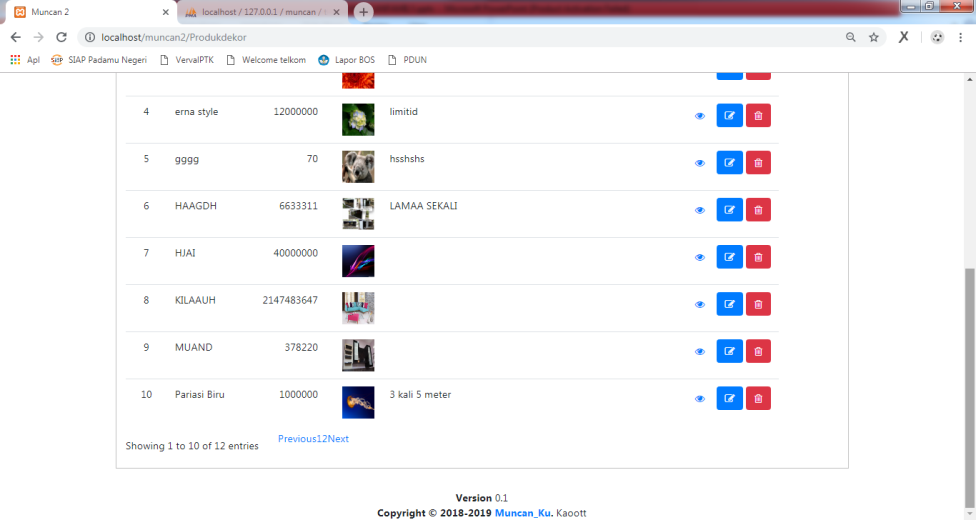 Muncan 2
localhost / 127.0.0.1 / muncan /
localhost/muncan2/Produkdekor
Apl SIAP Padamu Negeri VervalPTK Welcome telkom Lapor BOS PDUN
4 erna style 12000000 limitid
5 gggg 70 hsshshs
6 HAAGDH 6633311 LAMAA SEKALI
7 HJAI 40000000
8 KILAAUH 2147483647
9 MUAND 378220
10 Pariasi Biru 1000000 3 kali 5 meter
Showing 1 to 10 of 12 entries
Previous12Next
Version 0.1
Copyright © 2018-2019 Muncan_Ku. Kaoott